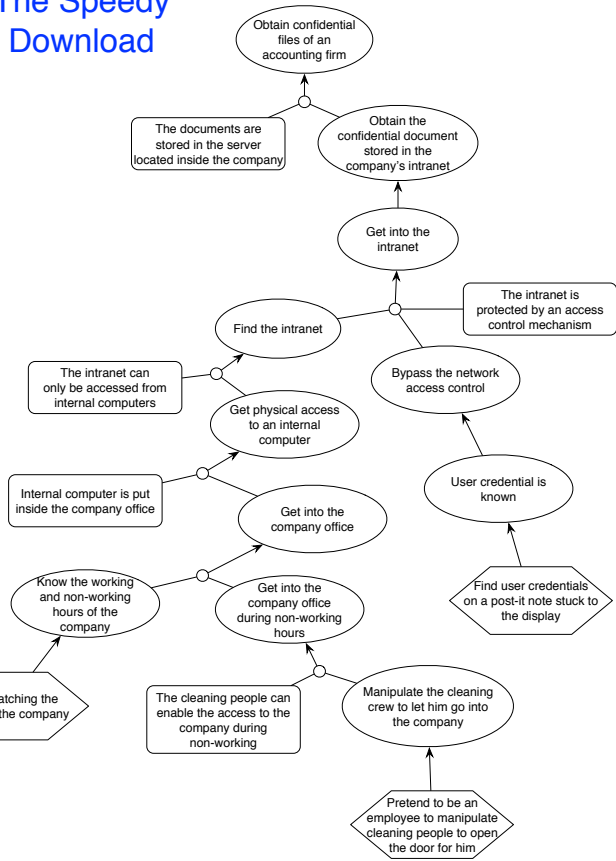 The Speedy
Download
Obtain confidential
files of an
accounting firm
The documents are
stored in the server
located inside the company
Obtain the
confidential document
stored in the
company's intranet
Get into the
intranet
The intranet is
protected by an access
control mechanism
Find the intranet
The intranet can
only be accessed from
internal computers
Bypass the network
access control
Get physical access
to an internal
computer
User credential is
known
Internal computer is put
inside the company office
Get into the
company office
Find user credentials
on a post-it note stuck to
the display
Know the working
and non-working
hours of the
company
Get into the
company office
during non-working
hours
the company
The cleaning people can
enable the access to the
company during
non-working
Manipulate the cleaning
crew to let him go into
the company
Pretend to be an
employee to manipulate
cleaning people to open
the door for him